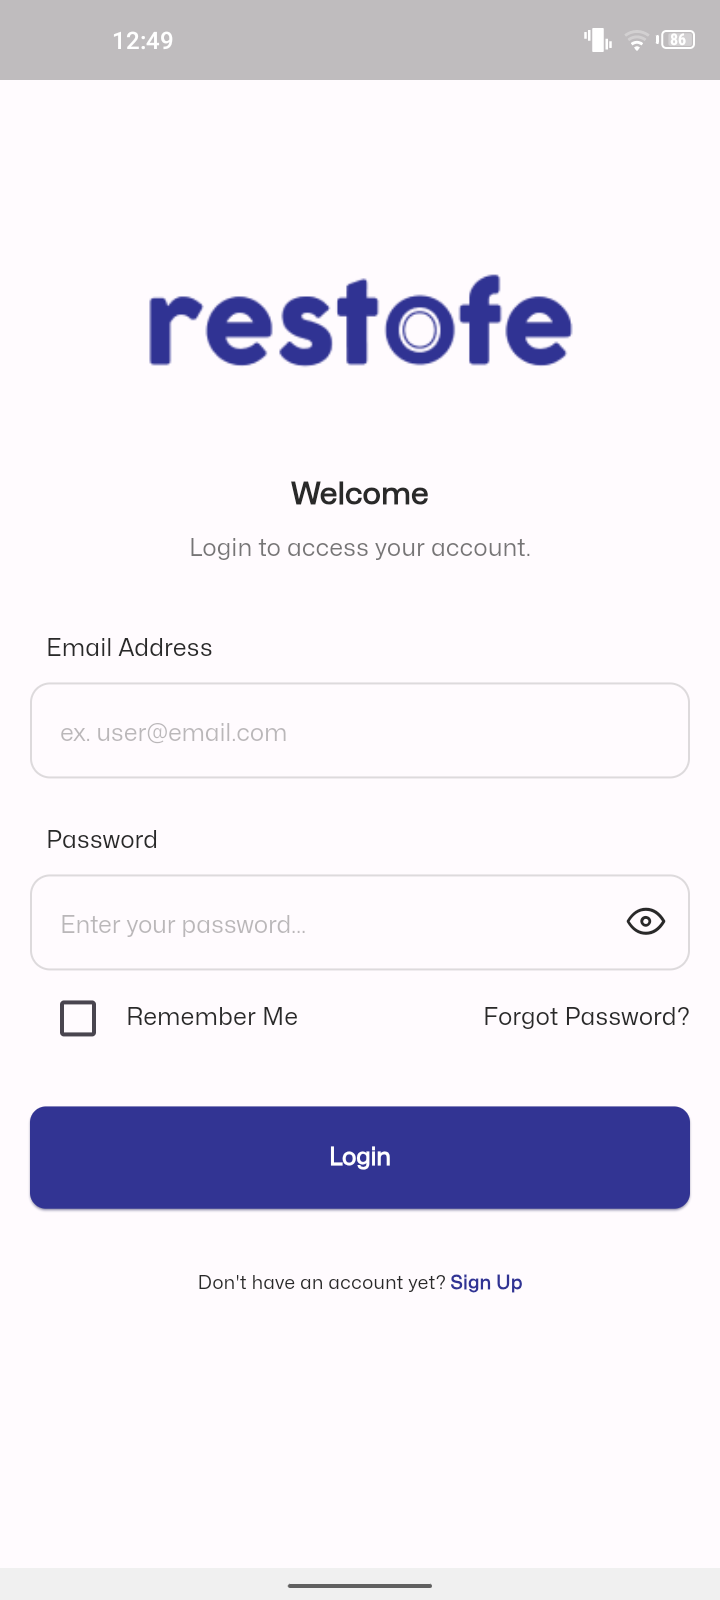 12:49
86
restofe
Welcome
Login to access your account.
Email Address
ex. user@email.com
Password
Enter your password...
Remember Me
Forgot Password?
Login
Don't have an account yet? Sign Up